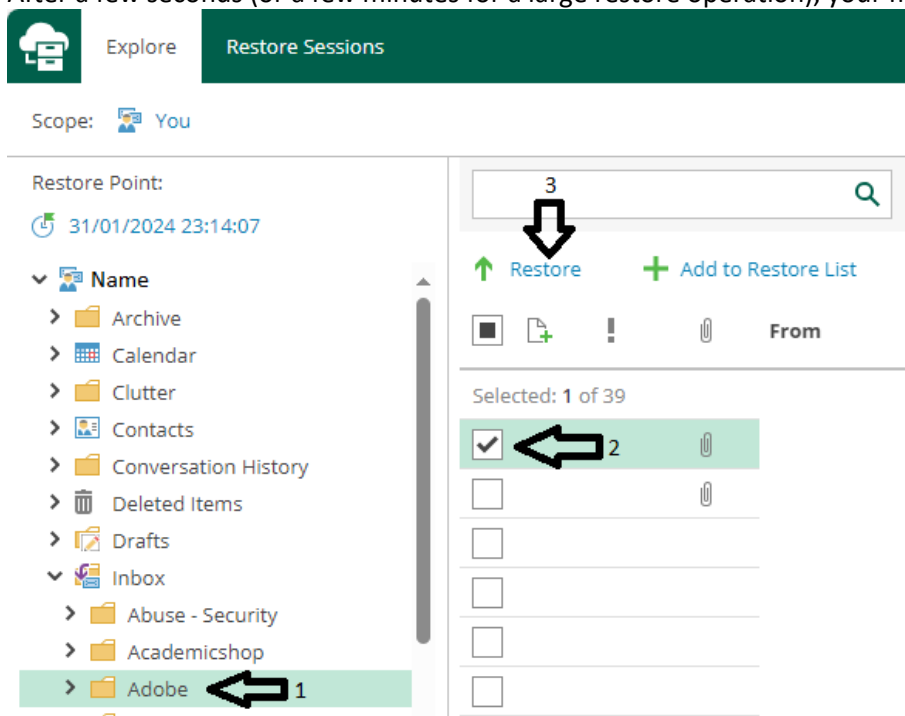 Explore
Restore Sessions
Scope: You
Restore Point:
31/01/2024 23:14:07
Name
Archive
Calendar
Clutter
Contacts
Conversation History
Deleted Items
Drafts
Inbox
Abuse - Security
Academicshop
Adobe 1
3
Restore
Add to Restore List
! From
Selected: 1 of 39
2